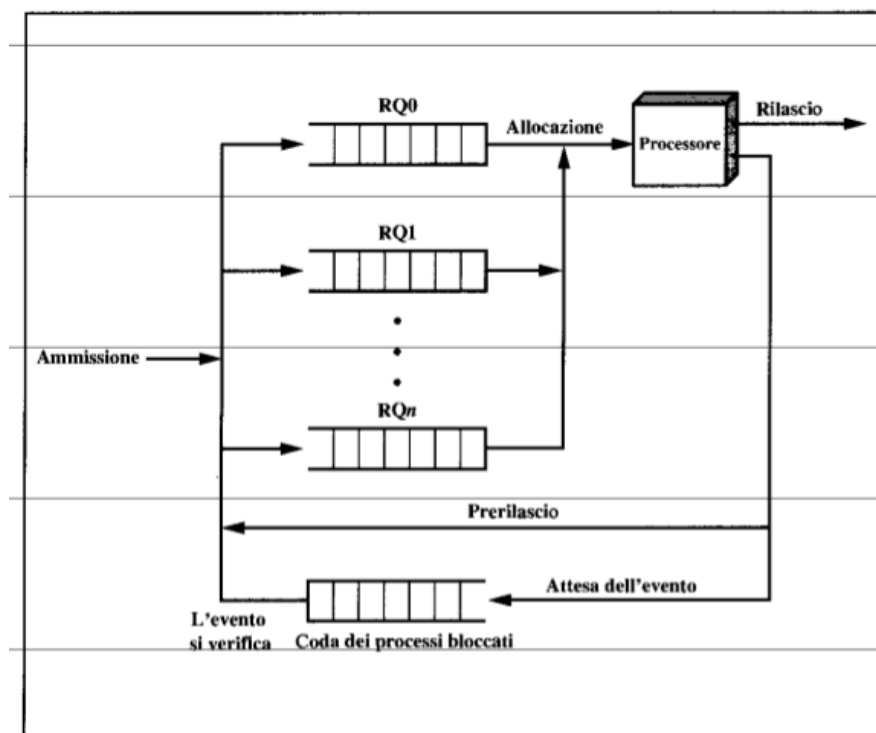 RQ0
Allocazione
Processore
Rilascio
RQ1
Ammissione
RQn
Prerilascio
Attesa dell'evento
L'evento
si verifica
Coda dei processi bloccati